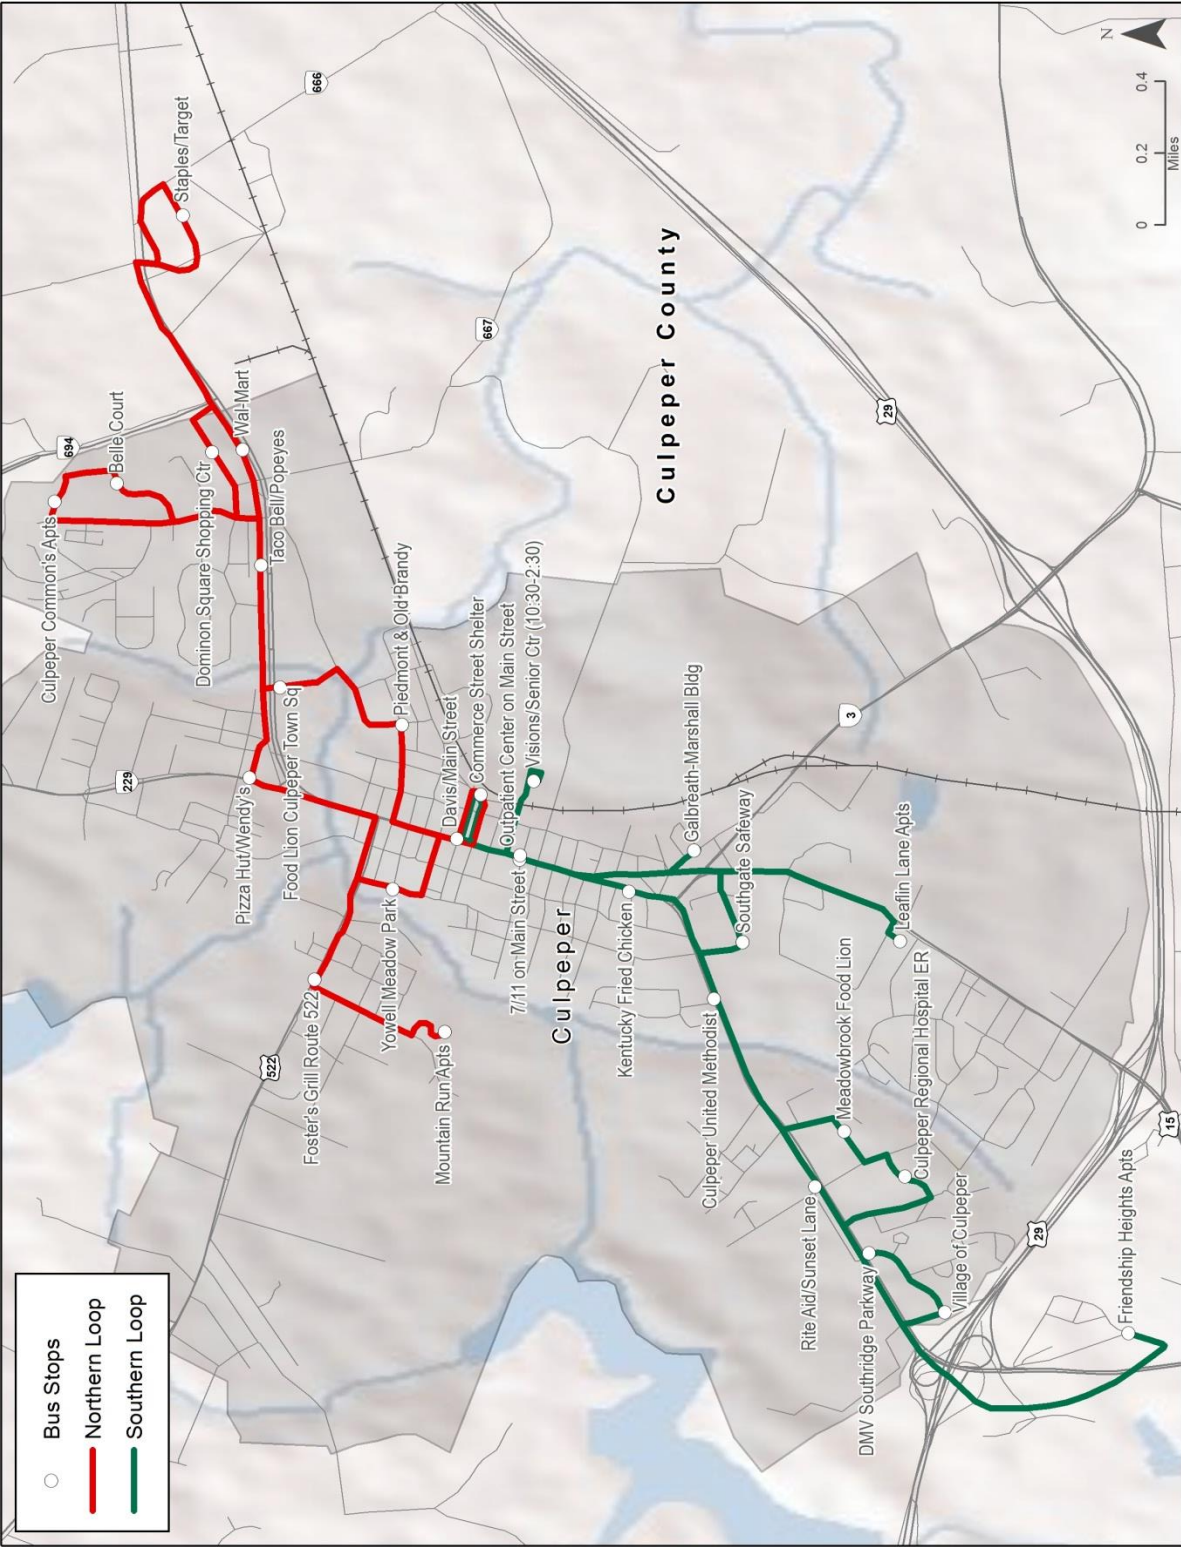 Bus Stops
Northern Loop
Southern Loop
Culpeper Common's Apts
Belle Court
694
Dominon Square Shopping Ctr
Wal-Mart
Taco Bell/Popeyes
Staples/Target
666
229
Pizza Hut/Wendy's
Food Lion Culpeper Town Sq
522
Foster's Grill Route 522
Yowell Meadow Park
Mountain Run Apts
Piedmont & Old Brandy
667
Davis/Main Street
Commerce Street Shelter
Outpatient Center on Main Street
Visions/Senior Ctr (10:30-2:30)
7/11 on Main Street
Culpeper
Culpeper County
Kentucky Fried Chicken
Galbreath-Marshall Bldg
Southgate Safeway
Culpeper United Methodist
3
29
Rite Aid/Sunset Lane
Meadowbrook Food Lion
Leaflin Lane Apts
DMV Southridge Parkway
Culpeper Regional Hospital ER
Village of Culpeper
29
Friendship Heights Apts
15
N
0 0.2 0.4
Miles